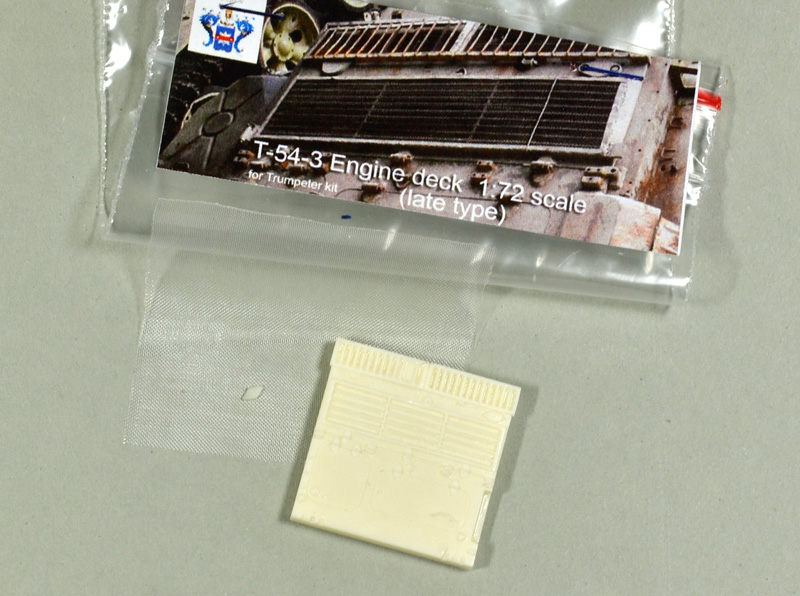 T-54-3 Engine deck 1:72 scale
for Trumpeter kit
(late type)